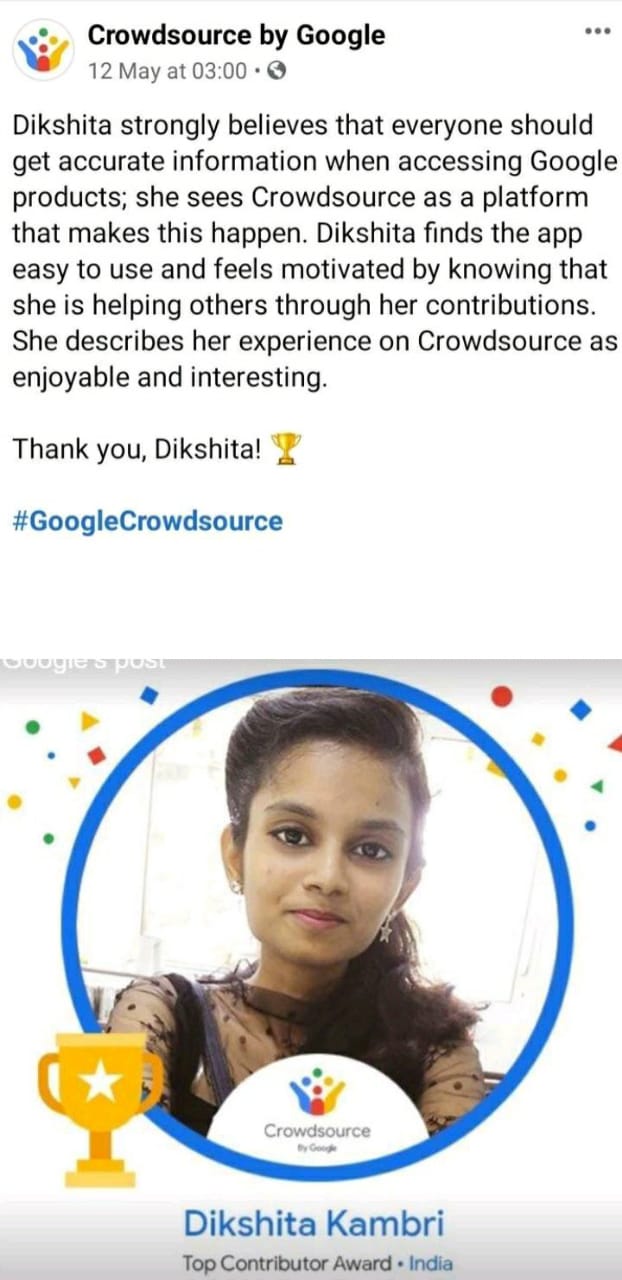 Crowdsource by Google
12 May at 03:00 ·
Dikshita strongly believes that everyone should
get accurate information when accessing Google
products; she sees Crowdsource as a platform
that makes this happen. Dikshita finds the app
easy to use and feels motivated by knowing that
she is helping others through her contributions.
She describes her experience on Crowdsource as
enjoyable and interesting.
Thank you, Dikshita! 🏆
#GoogleCrowdsource
Google's post
Crowdsource
By Google
Dikshita Kambri
Top Contributor Award • India